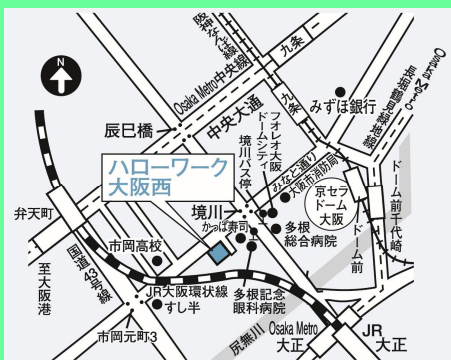 N
阪神なんば線
九条
Osaka Metro中央線
九条
Osaka Metro
長堀鶴見緑地線
みずほ銀行
辰巳橋
中央大通
フォレオ大阪
ドームシティ
境川バス停
みなと通り
大阪市消防局
ハローワーク
大阪西
京セラ
ドーム
大阪
ドーム前千代崎
ドーム前
弁天町
境川
かっぱ寿司
多根
総合病院
市岡高校
国道43号線
至大阪港
JR大阪環状線
すし半
多根記念
眼科病院
市岡元町3
尻無川
Osaka Metro
大正
JR
大正